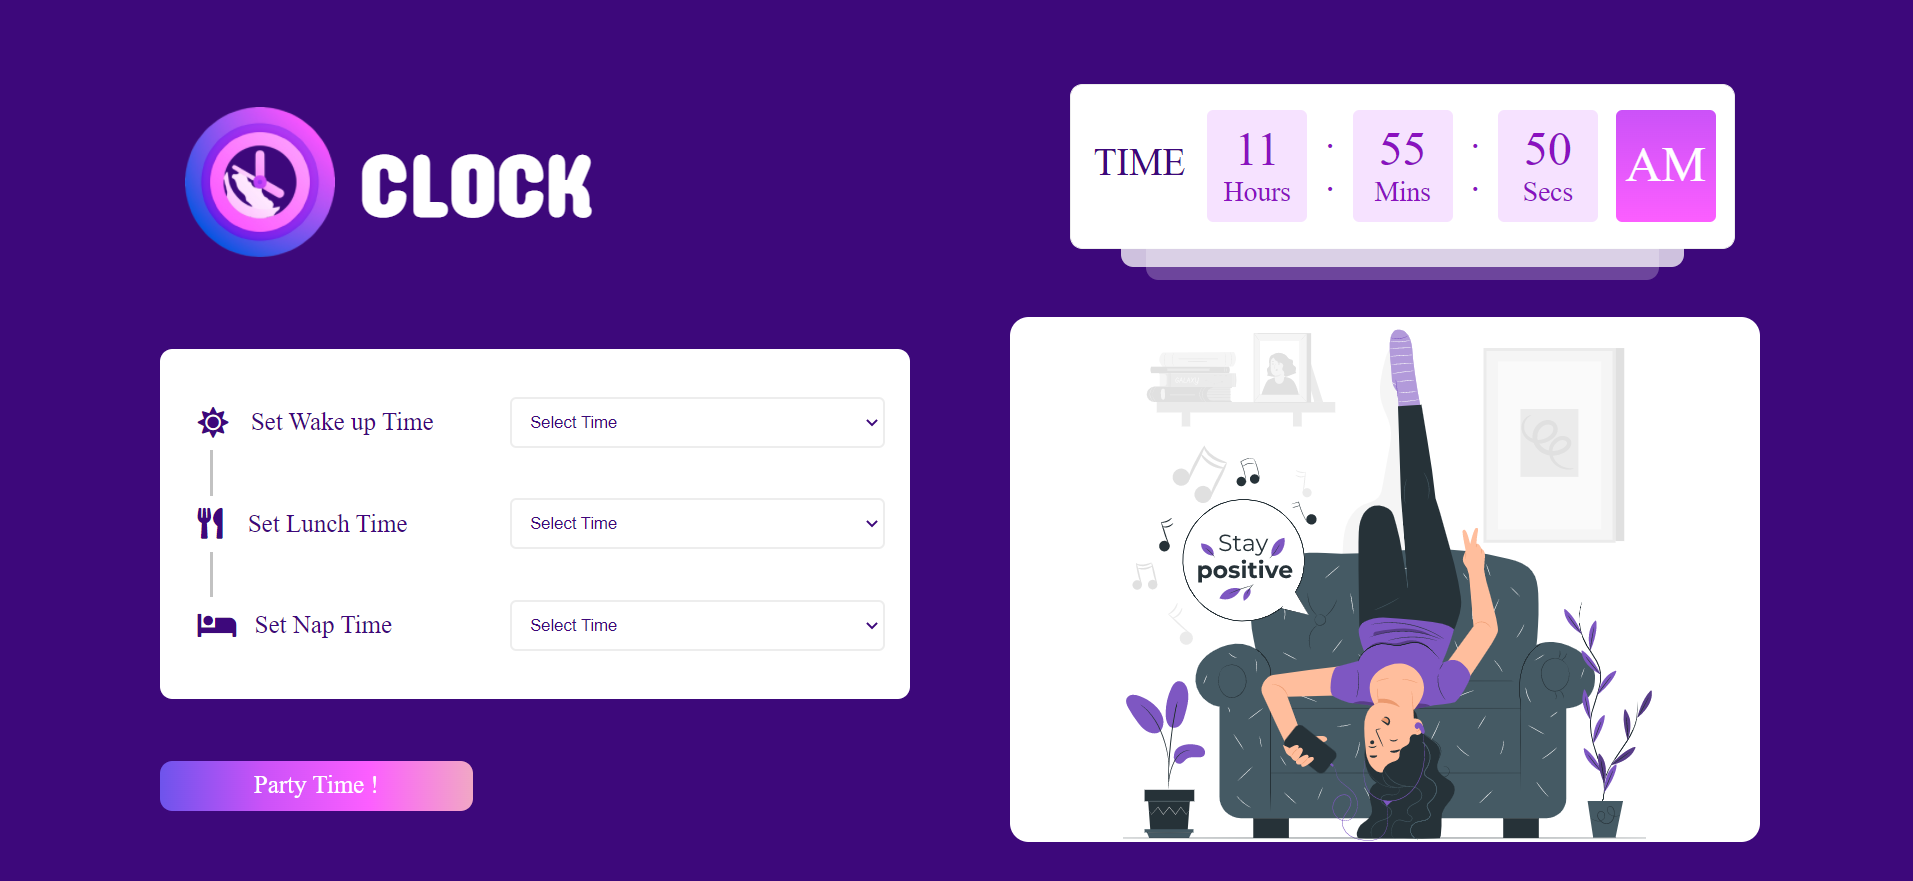 CLOCK
TIME
11
Hours
:
55
Mins
:
50
Secs
AM
Set Wake up Time
Select Time
Set Lunch Time
Select Time
Set Nap Time
Select Time
Party Time !
Stay
positive